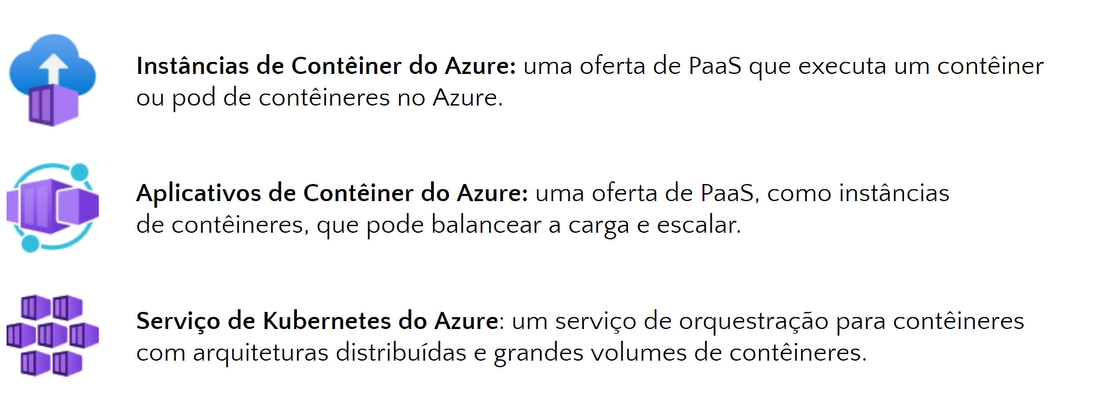 Instâncias de Contêiner do Azure: uma oferta de PaaS que executa um contêiner
ou pod de contêineres no Azure.
Aplicativos de Contêiner do Azure: uma oferta de PaaS, como instâncias
de contêineres, que pode balancear a carga e escalar.
Serviço de Kubernetes do Azure: um serviço de orquestração para contêineres
com arquiteturas distribuídas e grandes volumes de contêineres.